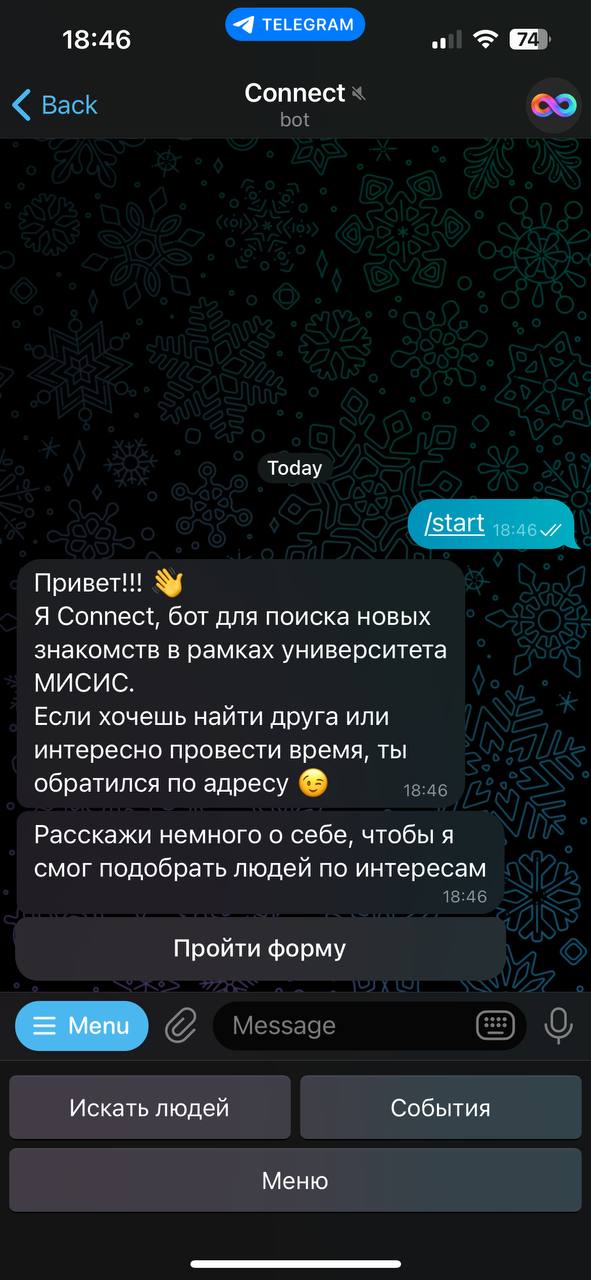 18:46
TELEGRAM
74
Back
Connect
bot
Today
/start 18:46
Привет!!! 👋
Я Connect, бот для поиска новых
знакомств в рамках университета
МИСИС.
Если хочешь найти друга или
интересно провести время, ты
обратился по адресу 😉 18:46
Расскажи немного о себе, чтобы я
смог подобрать людей по интересам
18:46
Пройти форму
Menu
Message
Искать людей
События
Меню